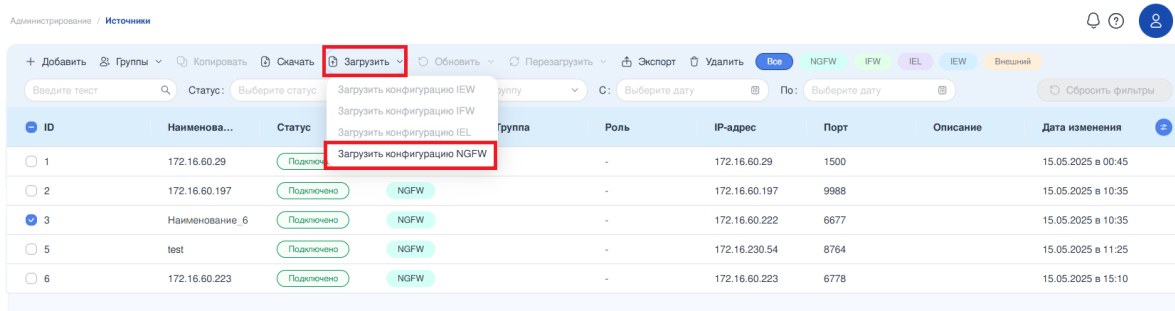 Администрирование / Источники
+ Добавить Группы Копировать Скачать Загрузить Обновить Перезагрузить Экспорт Удалить Все NGFW IFW IEL IEW Внешний
Введите текст Статус: Выберите статус С: Выберите дату По: Выберите дату Сбросить фильтры
Загрузить конфигурацию IEW
Загрузить конфигурацию IFW
Загрузить конфигурацию IEL
Загрузить конфигурацию NGFW
ID Наименова... Статус Группа Роль IP-адрес Порт Описание Дата изменения
1 172.16.60.29 - 172.16.60.29 1500 15.05.2025 в 00:45
2 172.16.60.197 Подключено NGFW - 172.16.60.197 9988 15.05.2025 в 10:35
3 Наименование_6 Подключено NGFW - 172.16.60.222 6677 15.05.2025 в 10:35
5 test Подключено NGFW - 172.16.230.54 8764 15.05.2025 в 11:25
6 172.16.60.223 Подключено NGFW - 172.16.60.223 6778 15.05.2025 в 15:10